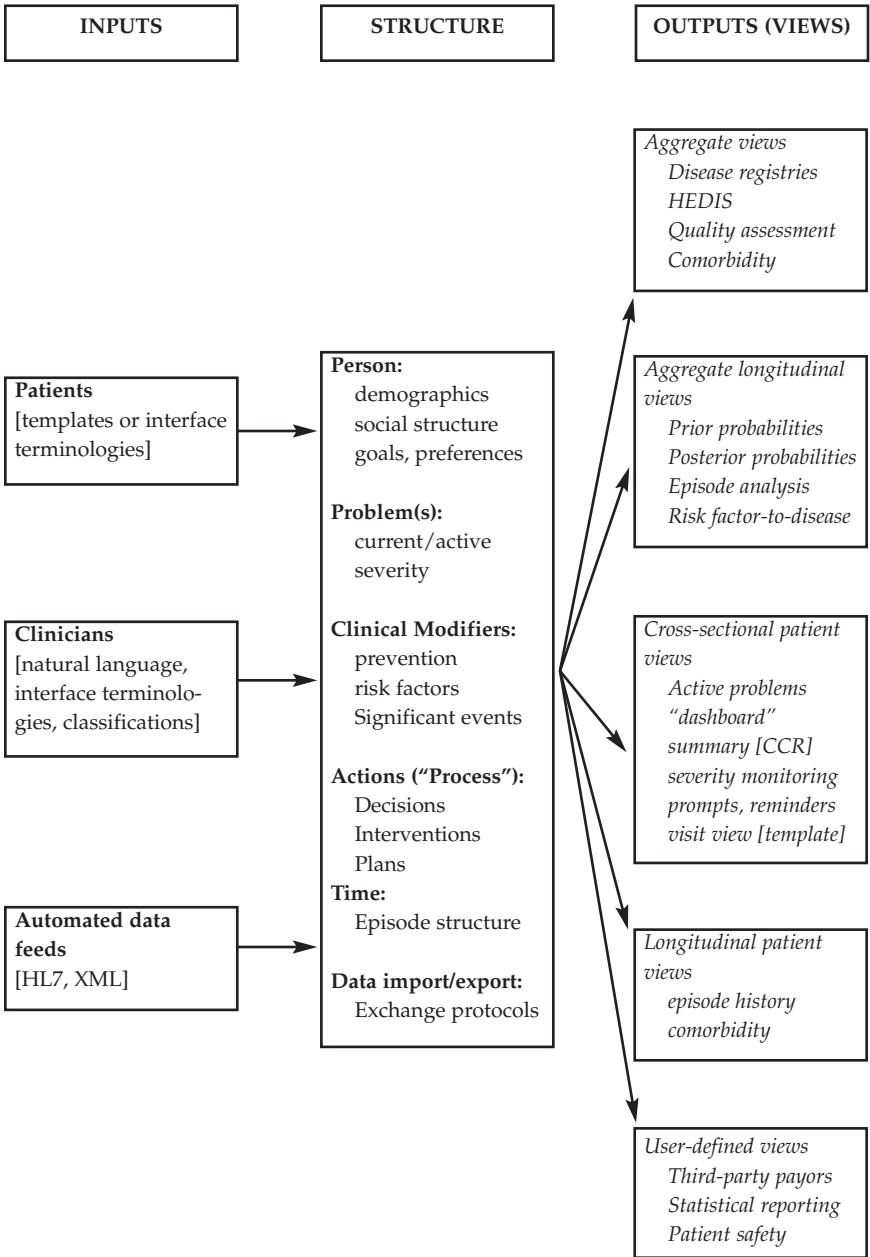 INPUTS
STRUCTURE
OUTPUTS (VIEWS)
Patients
[templates or interface
terminologies]
Clinicians
[natural language,
interface terminolo-
gies, classifications]
Automated data
feeds
[HL7, XML]
Person:
demographics
social structure
goals, preferences
Problem(s):
current/active
severity
Clinical Modifiers:
prevention
risk factors
Significant events
Actions (“Process”):
Decisions
Interventions
Plans
Time:
Episode structure
Data import/export:
Exchange protocols
Aggregate views
Disease registries
HEDIS
Quality assessment
Comorbidity
Aggregate longitudinal
views
Prior probabilities
Posterior probabilities
Episode analysis
Risk factor-to-disease
Cross-sectional patient
views
Active problems
“dashboard”
summary [CCR]
severity monitoring
prompts, reminders
visit view [template]
Longitudinal patient
views
episode history
comorbidity
User-defined views
Third-party payors
Statistical reporting
Patient safety